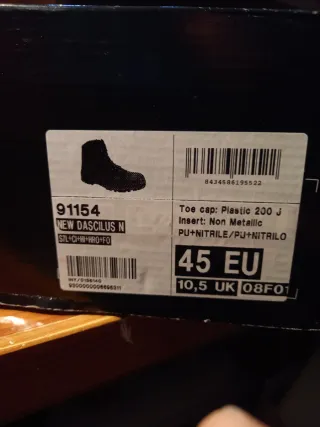 8434566195522
91154
NEW DASCILUS N
Toe cap: Plastic 200 J
Insert: Non Metallic
PU+NITRILE/PU+NITRILO
45 EU
10,5 UK 08F01